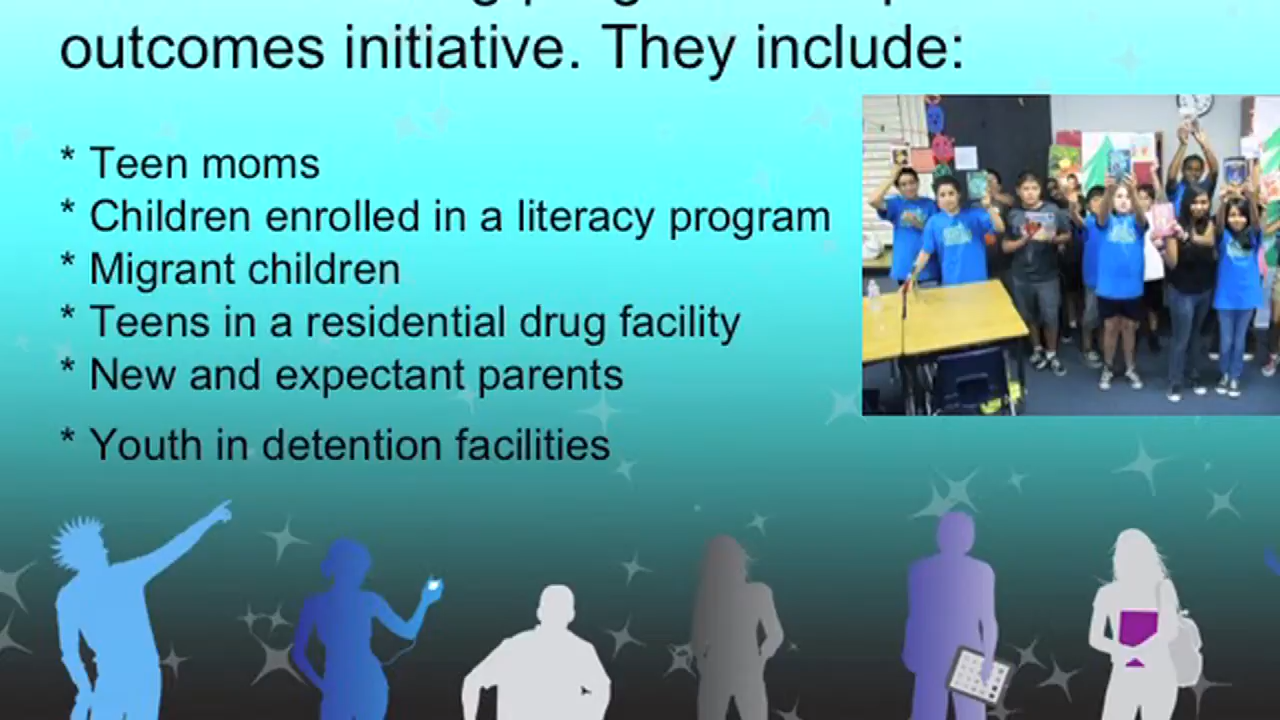 outcomes initiative. They include:
* Teen moms
* Children enrolled in a literacy program
* Migrant children
* Teens in a residential drug facility
* New and expectant parents
* Youth in detention facilities